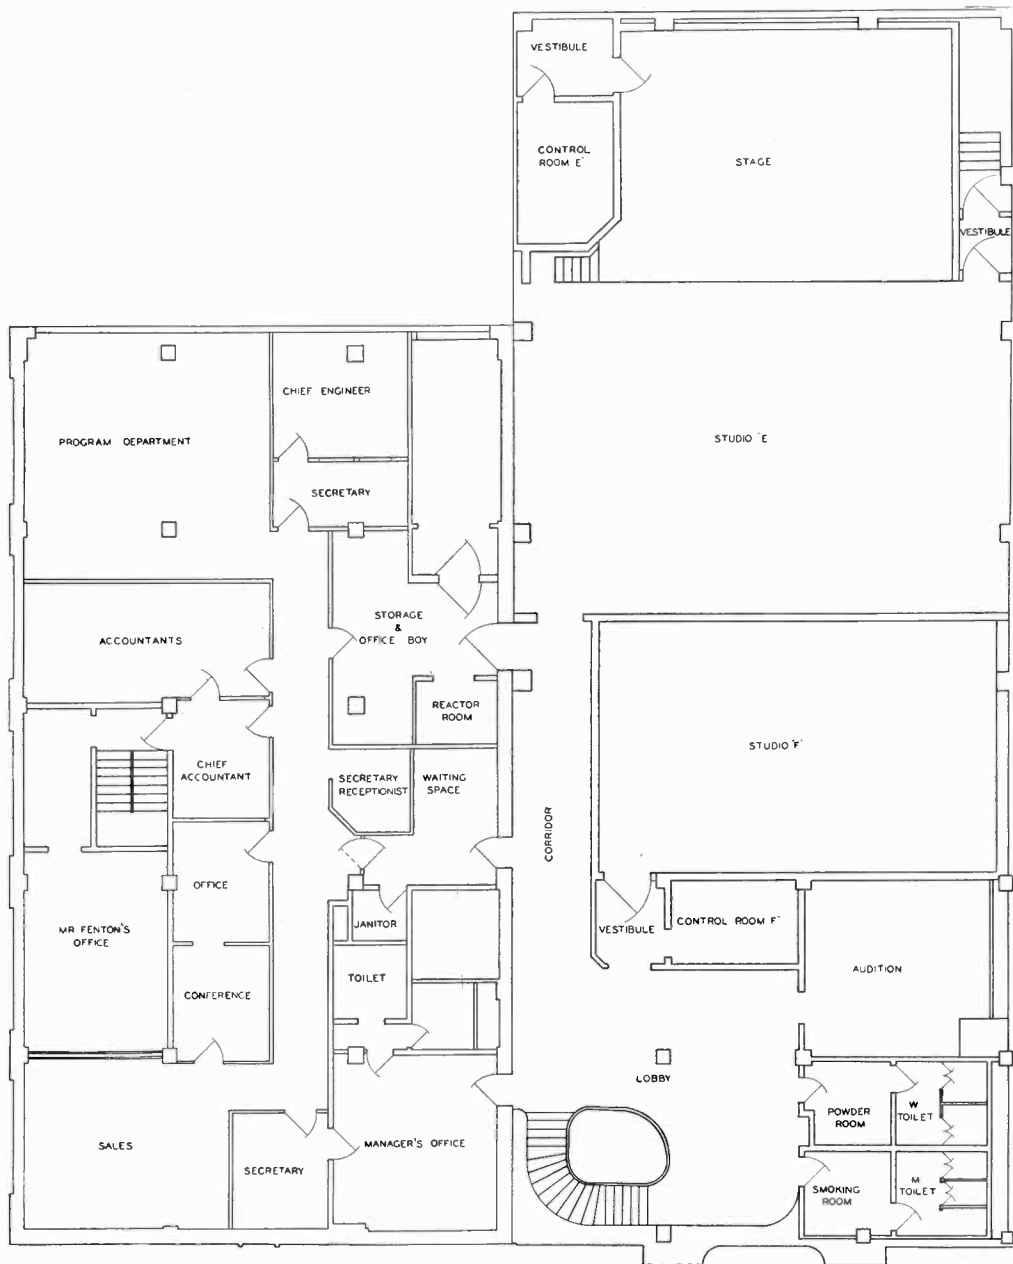 VESTIBULE
CONTROL
ROOM E"
STAGE
VESTIBULE
CHIEF ENGINEER
PROGRAM DEPARTMENT
STUDIO "E
SECRETARY
STORAGE
&
OFFICE BOY
ACCOUNTANTS
REACTOR
ROOM
STUDIO "F"
CHIEF
ACCOUNTANT
SECRETARY
RECEPTIONIST
WAITING
SPACE
CORRIDOR
OFFICE
JANITOR
VESTIBULE
CONTROL ROOM F"
MR FENTON'S
OFFICE
AUDITION
TOILET
CONFERENCE
LOBBY
POWDER
ROOM
W
TOILET
SALES
MANAGER'S OFFICE
SECRETARY
SMOKING
ROOM
M
TOILET